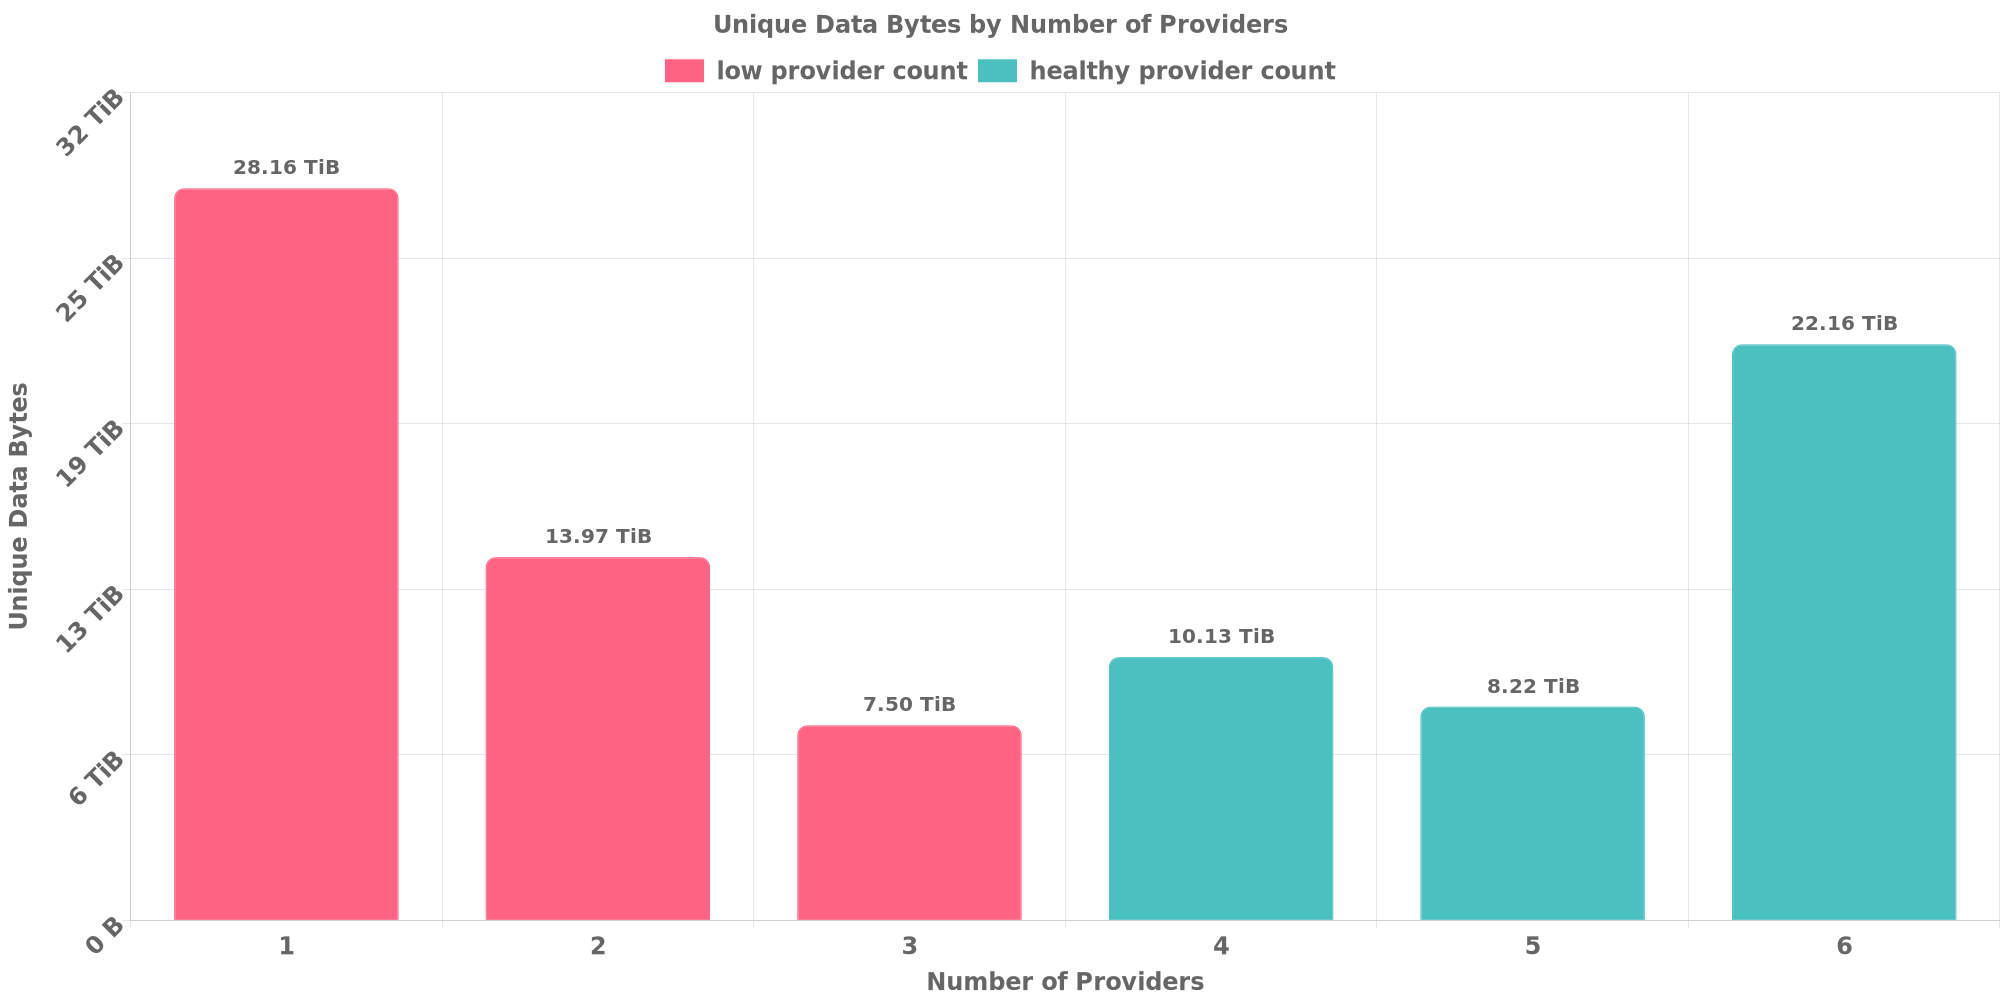 Unique Data Bytes by Number of Providers
low provider count
healthy provider count
Unique Data Bytes
32 TiB
25 TiB
19 TiB
13 TiB
6 TiB
0 B
28.16 TiB
13.97 TiB
7.50 TiB
10.13 TiB
8.22 TiB
22.16 TiB
1
2
3
4
5
6
Number of Providers